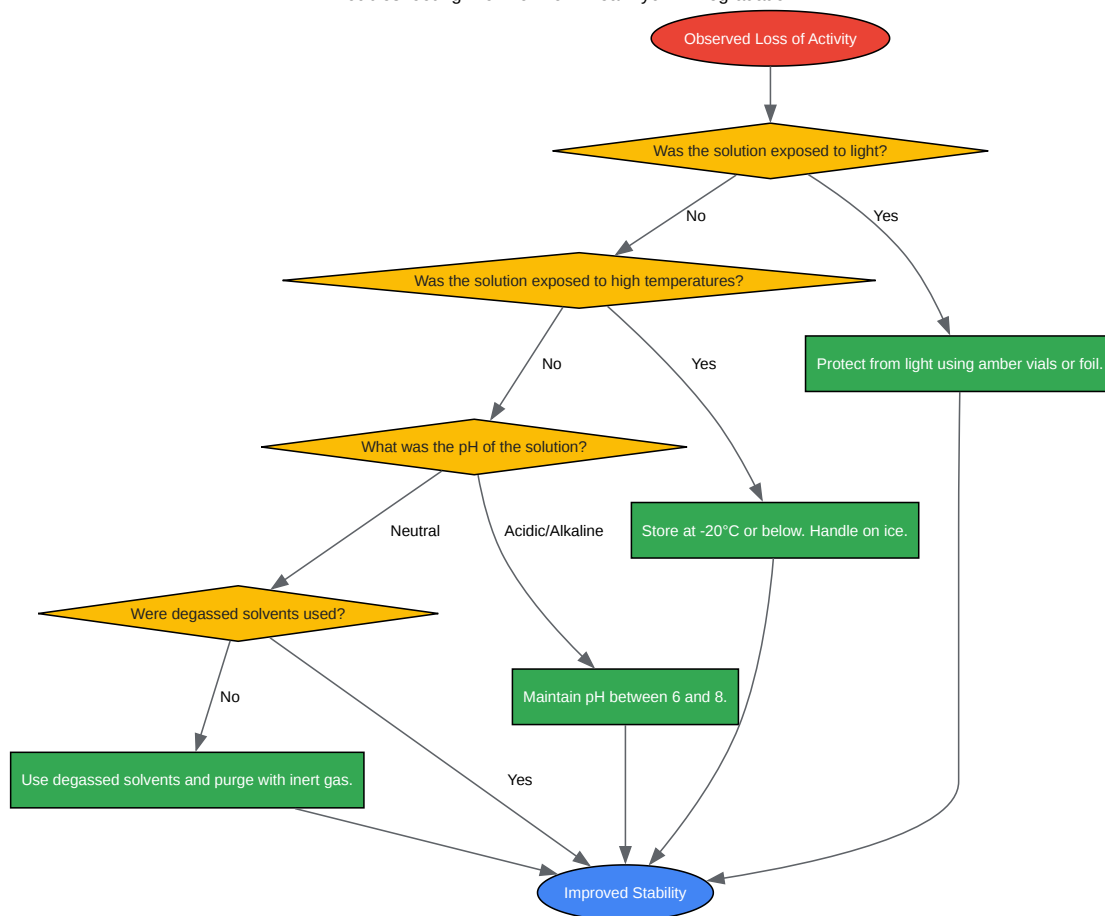 Observed Loss of Activity
Was the solution exposed to light?
No
Yes
Was the solution exposed to high temperatures?
No
Yes
Protect from light using amber vials or foil.
What was the pH of the solution?
Neutral
Acidic/Alkaline
Store at -20°C or below. Handle on ice.
Were degassed solvents used?
No
Yes
Maintain pH between 6 and 8.
Use degassed solvents and purge with inert gas.
Improved Stability